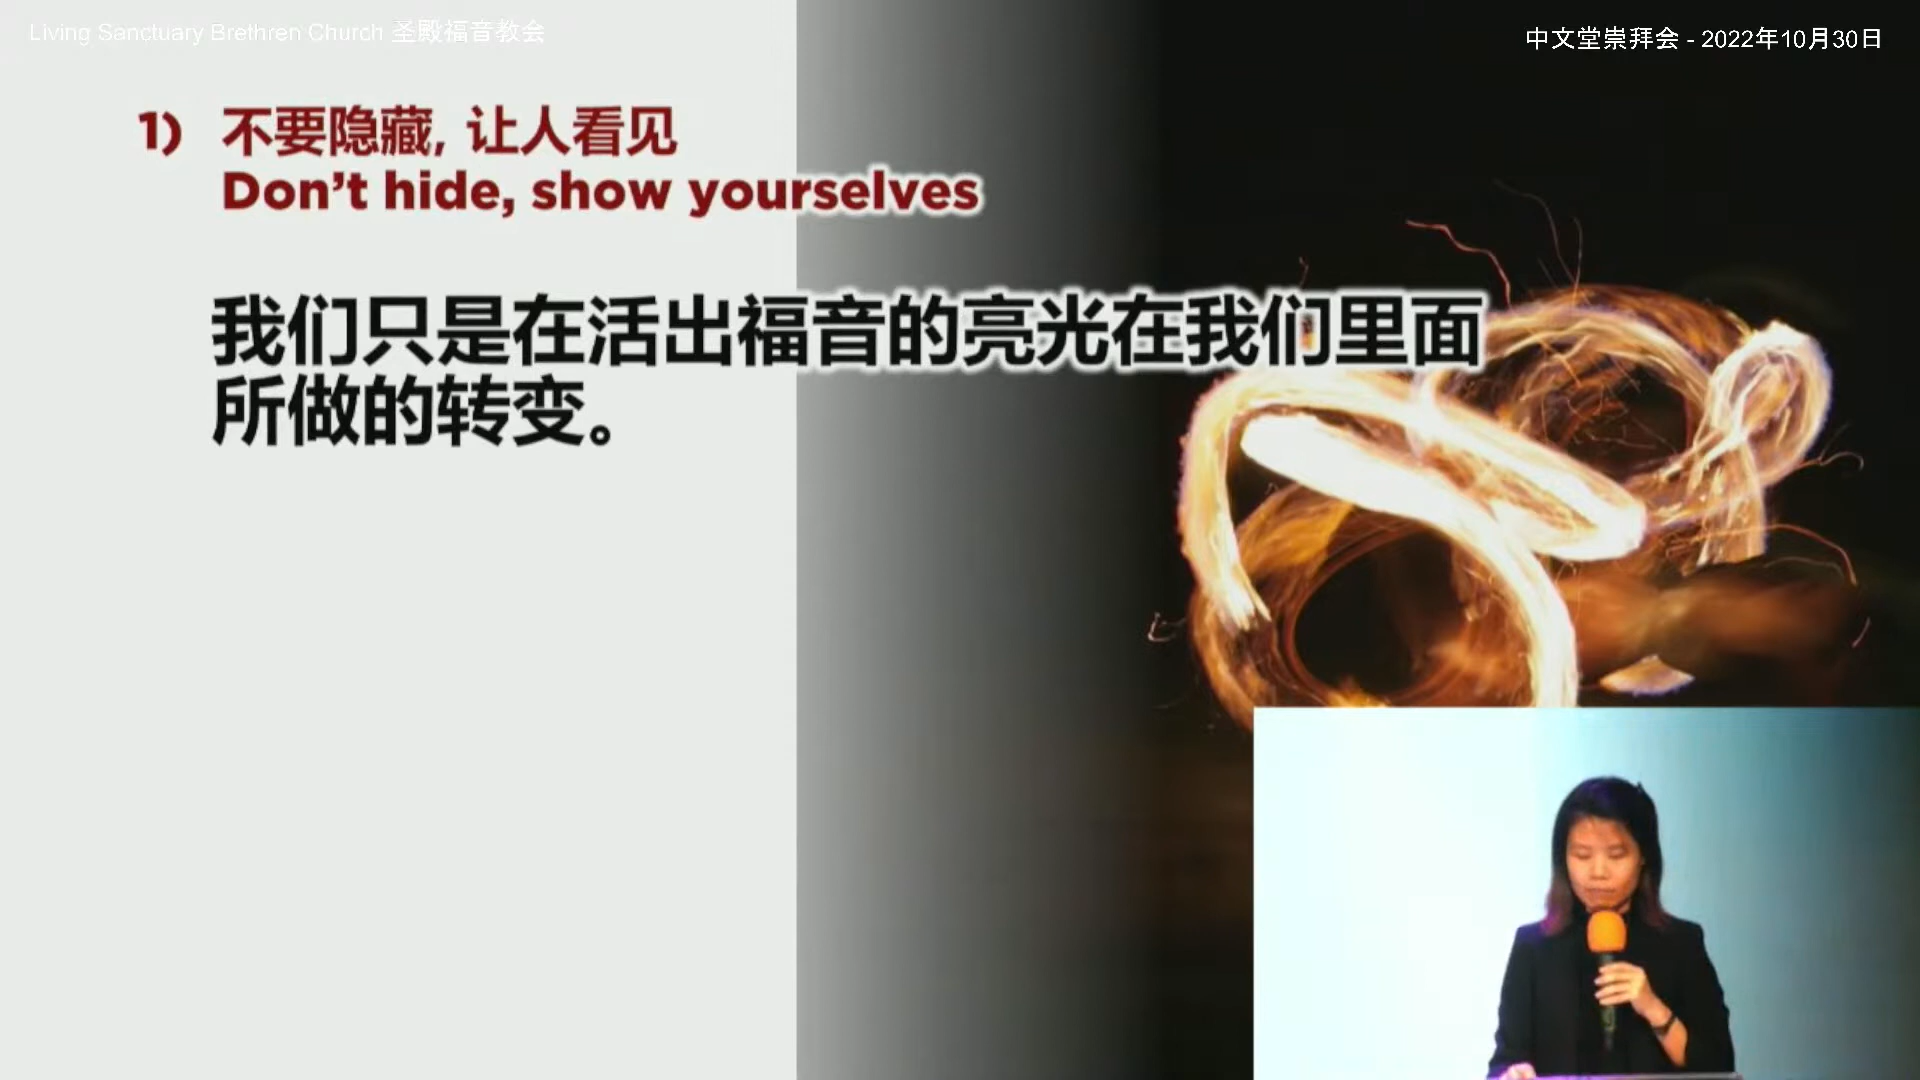 Living Sanctuary Brethren Church 圣殿福音教会
中文堂崇拜会 - 2022年10月30日
1) 不要隐藏, 让人看见
Don't hide, show yourselves
我们只是在活出福音的亮光在我们里面
所做的转变。